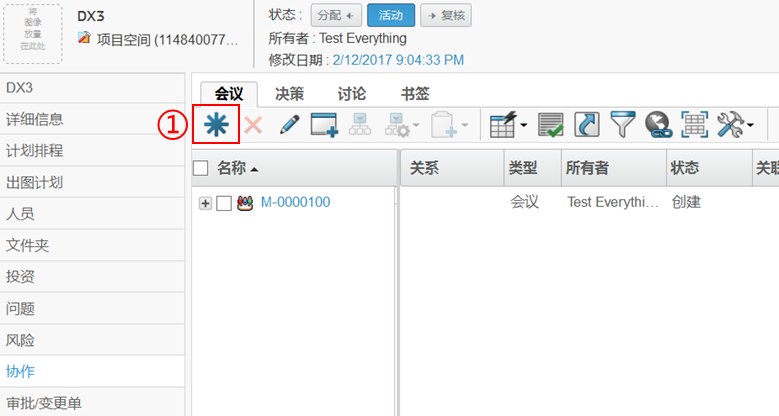 将
图像
放置
在此处
DX3
项目空间 (114840077...
状态 : 分配 活动 复核
所有者 : Test Everything
修改日期 : 2/12/2017 9:04:33 PM
DX3
详细信息
计划排程
出图计划
人员
文件夹
投资
问题
风险
协作
审批/变更单
会议 决策 讨论 书签
①
名称 关系 类型 所有者 状态 关联
M-0000100 会议 Test Everythi... 创建